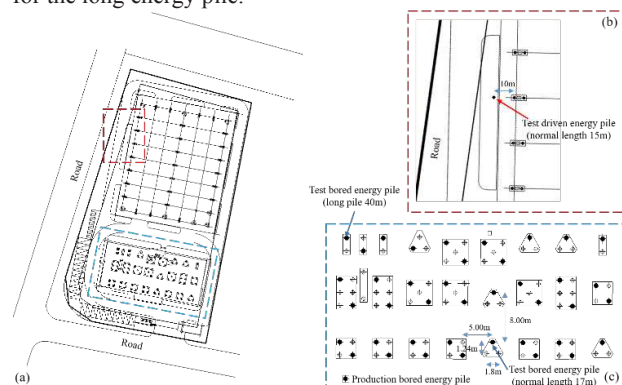 for the long energy pile.
(b)
10m
Test driven energy pile
(normal length 15m)
Road
Test bored energy pile
(long pile 40m)
Road
5.00m
8.00m
1.24m
1.8m
Test bored energy pile
(normal length 17m)
(c)
Production bored energy pile
Road
(a)